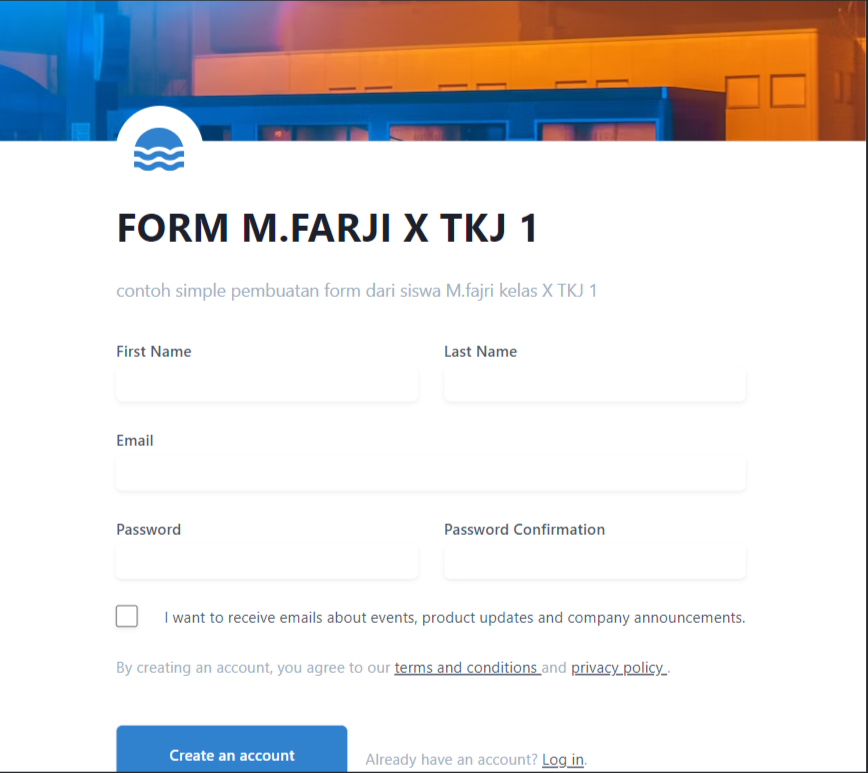 FORM M.FARJI X TKJ 1
contoh simple pembuatan form dari siswa M.fajri kelas X TKJ 1
First Name Last Name
Email
Password Password Confirmation
I want to receive emails about events, product updates and company announcements.
By creating an account, you agree to our terms and conditions and privacy policy .
Create an account Already have an account? Log in.